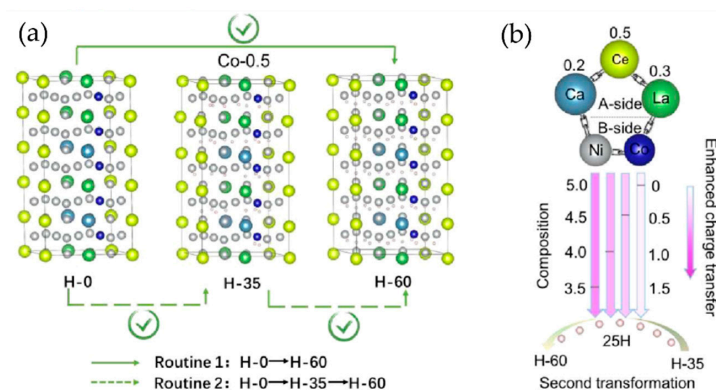 (a)
Co-0.5
H-0
H-35
H-60
Routine 1: H-0→H-60
Routine 2: H-0→H-35→H-60
(b)
0.5
Ce
0.2
0.3
Ca
A-side
La
B-side
Ni
Co
Composition
5.0
4.5
4.0
3.5
0
0.5
1.0
1.5
Enhanced charge transfer
25H
H-60
H-35
Second transformation